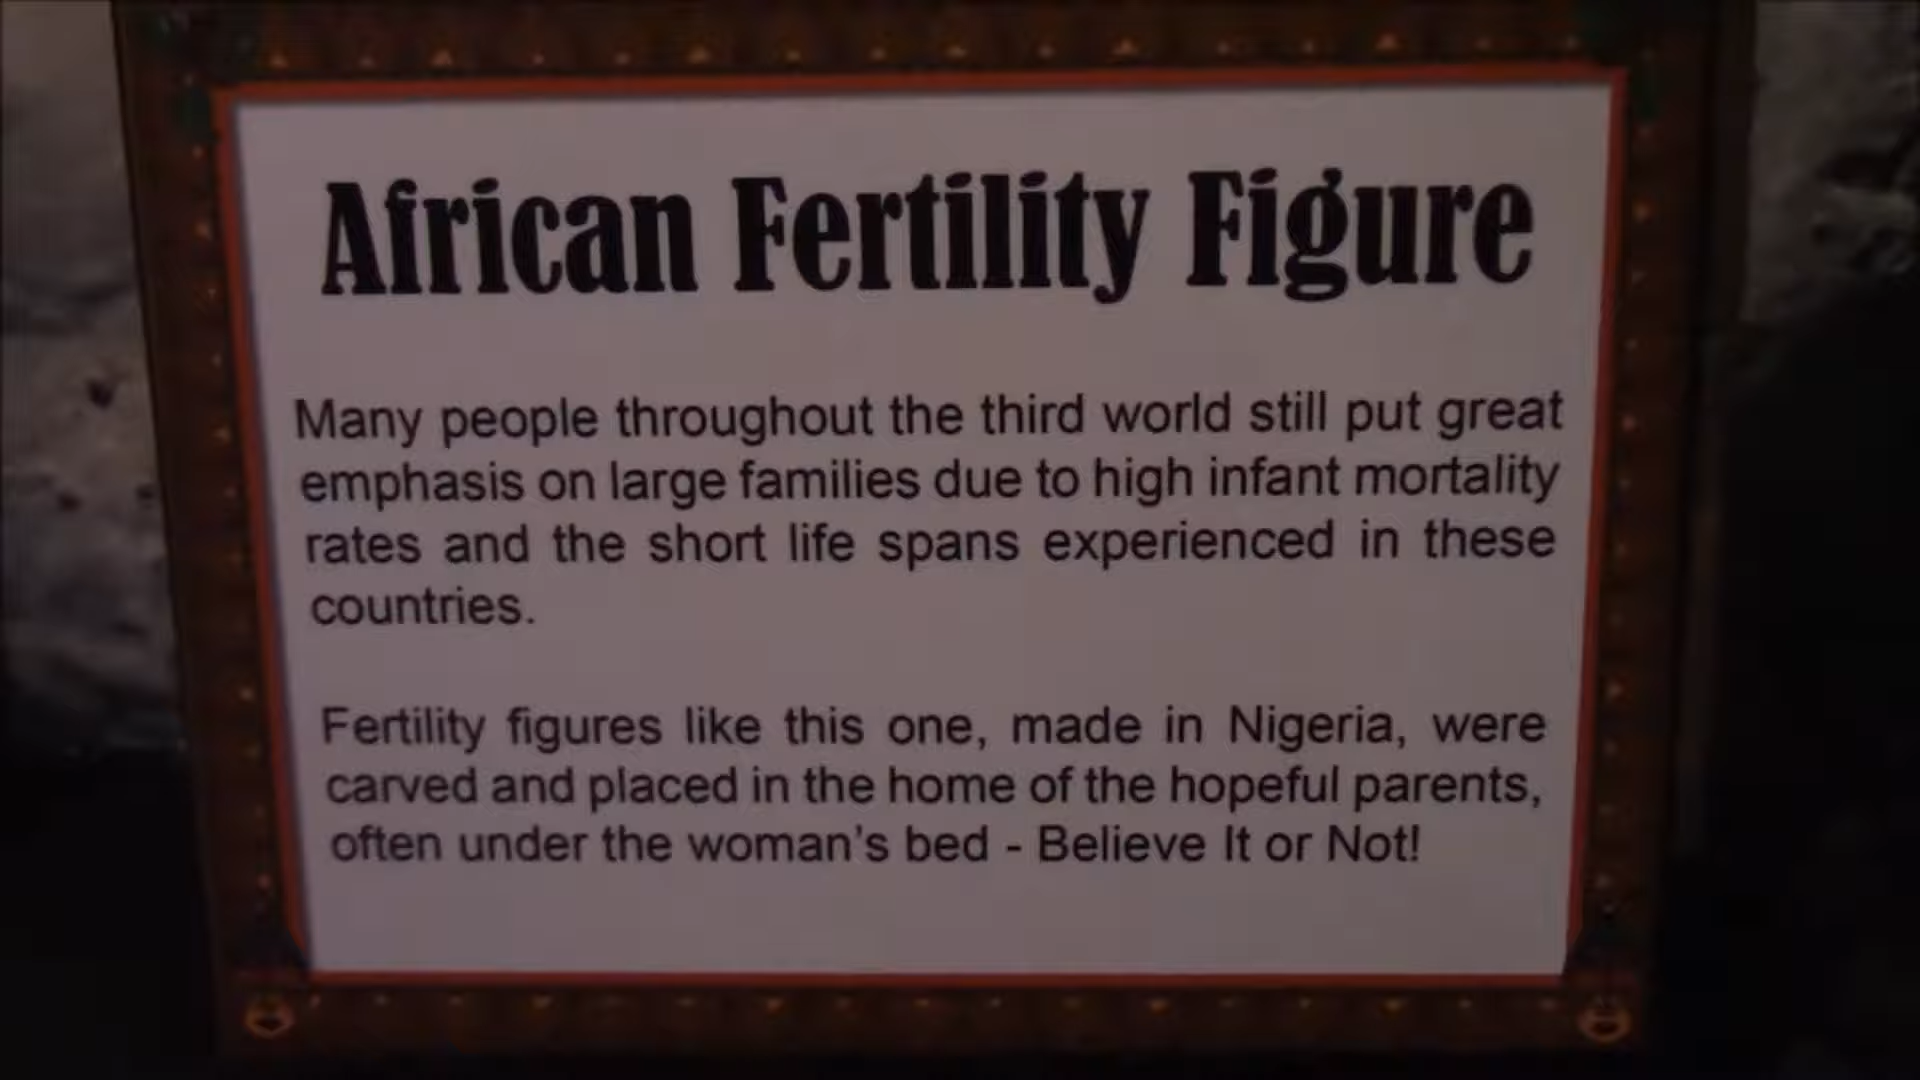 African Fertility Figure
Many people throughout the third world still put great
emphasis on large families due to high infant mortality
rates and the short life spans experienced in these
countries.
Fertility figures like this one, made in Nigeria, were
carved and placed in the home of the hopeful parents,
often under the woman's bed - Believe It or Not!